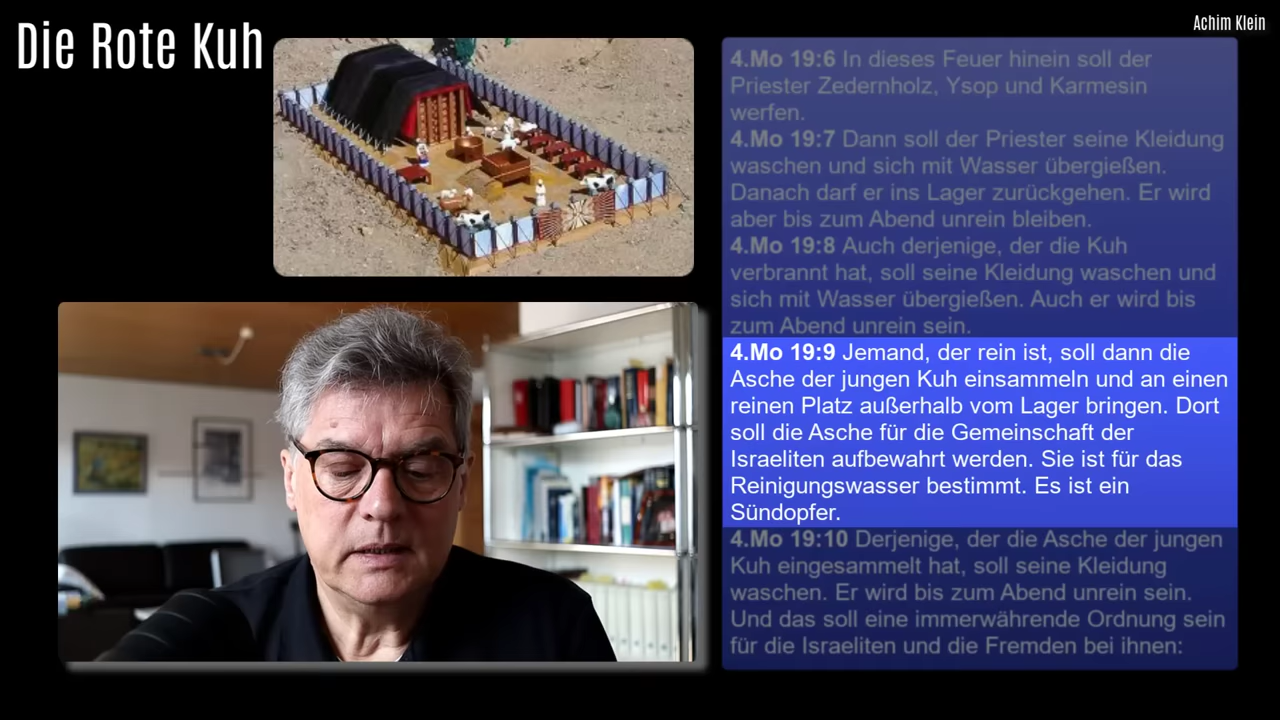 Die Rote Kuh
Achim Klein
4.Mo 19:6 In dieses Feuer hinein soll der
Priester Zedernholz, Ysop und Karmesin
werfen.
4.Mo 19:7 Dann soll der Priester seine Kleidung
waschen und sich mit Wasser übergießen.
Danach darf er ins Lager zurückgehen. Er wird
aber bis zum Abend unrein bleiben.
4.Mo 19:8 Auch derjenige, der die Kuh
verbrannt hat, soll seine Kleidung waschen und
sich mit Wasser übergießen. Auch er wird bis
zum Abend unrein sein.
4.Mo 19:9 Jemand, der rein ist, soll dann die
Asche der jungen Kuh einsammeln und an einen
reinen Platz außerhalb vom Lager bringen. Dort
soll die Asche für die Gemeinschaft der
Israeliten aufbewahrt werden. Sie ist für das
Reinigungswasser bestimmt. Es ist ein
Sündopfer.
4.Mo 19:10 Derjenige, der die Asche der jungen
Kuh eingesammelt hat, soll seine Kleidung
waschen. Er wird bis zum Abend unrein sein.
Und das soll eine immerwährende Ordnung sein
für die Israeliten und die Fremden bei ihnen: